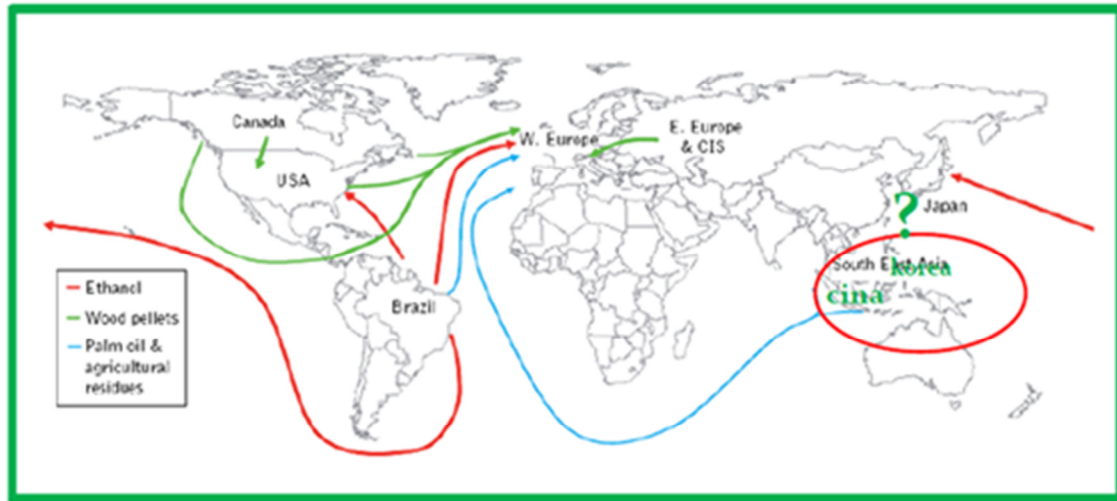 Canada
USA
W. Europe
E. Europe
& CIS
?
Japan
South East Asia
korea
cina
Brazil
Ethanol
Wood pellets
Palm oil &
agricultural
residues